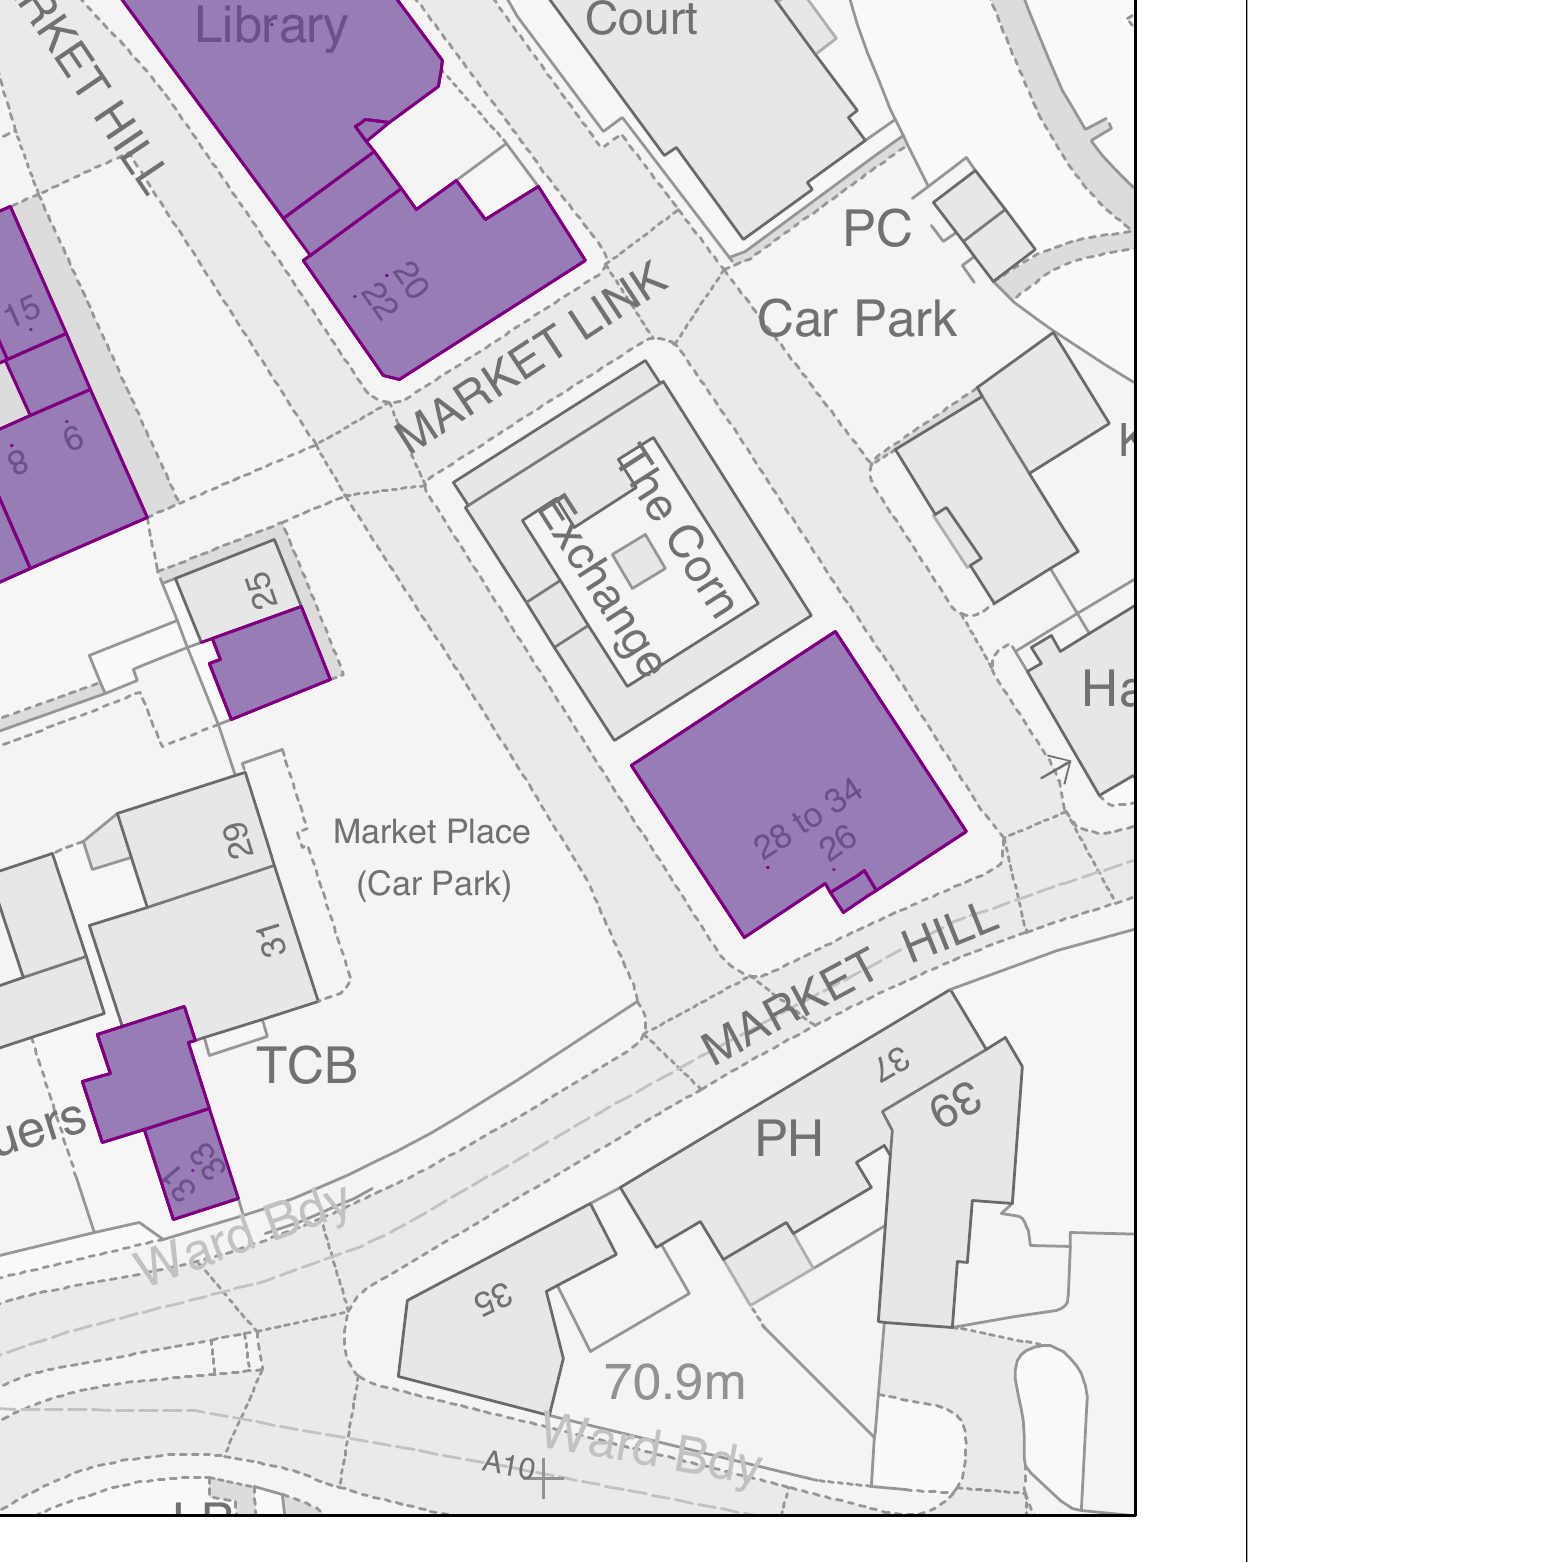 Library
Court
MARKET HILL
PC
15
20
22
MARKET LINK
Car Park
6
8
The Corn
Exchange
25
28 to 34
26
29
Market Place
(Car Park)
31
MARKET HILL
TCB
37
39
PH
31
33
Ward Bdy
35
70.9m
Ward Bdy
A10